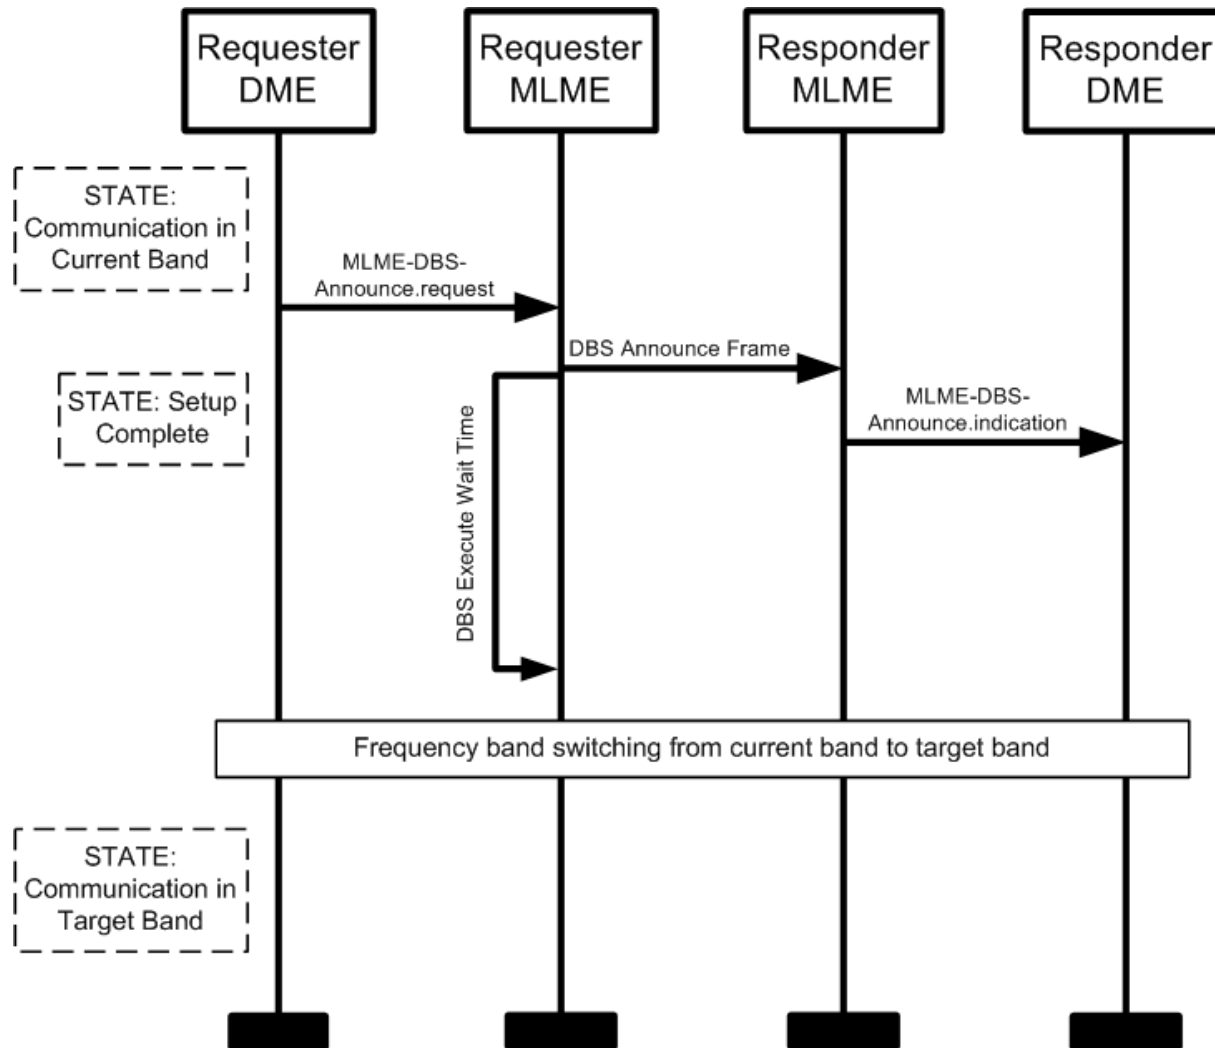 Requester
DME
Requester
MLME
Responder
MLME
Responder
DME
STATE:
Communication in
Current Band
MLME-DBS-
Announce.request
DBS Announce Frame
STATE: Setup
Complete
MLME-DBS-
Announce.indication
DBS Execute Wait Time
Frequency band switching from current band to target band
STATE:
Communication in
Target Band